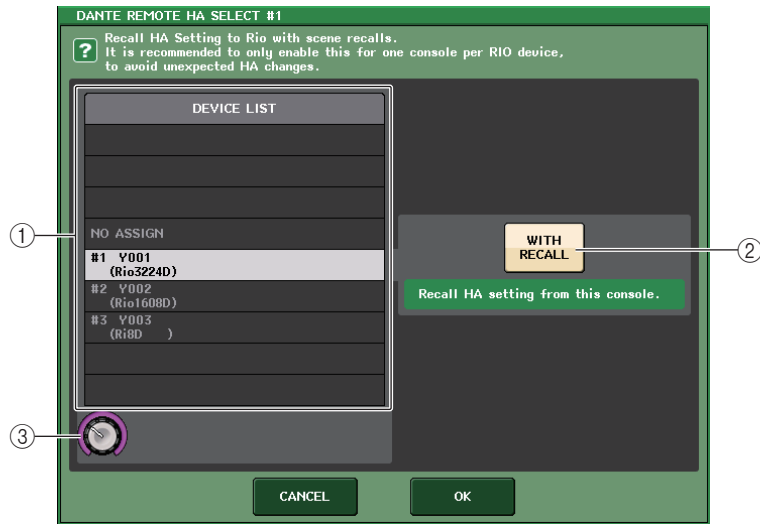 DANTE REMOTE HA SELECT #1
? Recall HA Setting to Rio with scene recalls.
It is recommended to only enable this for one console per RIO device,
to avoid unexpected HA changes.
DEVICE LIST
NO ASSIGN
#1 Y001
(Rio3224D)
#2 Y002
(Rio1608D)
#3 Y003
(Ri8D )
WITH
RECALL
Recall HA setting from this console.
①
②
③
CANCEL
OK